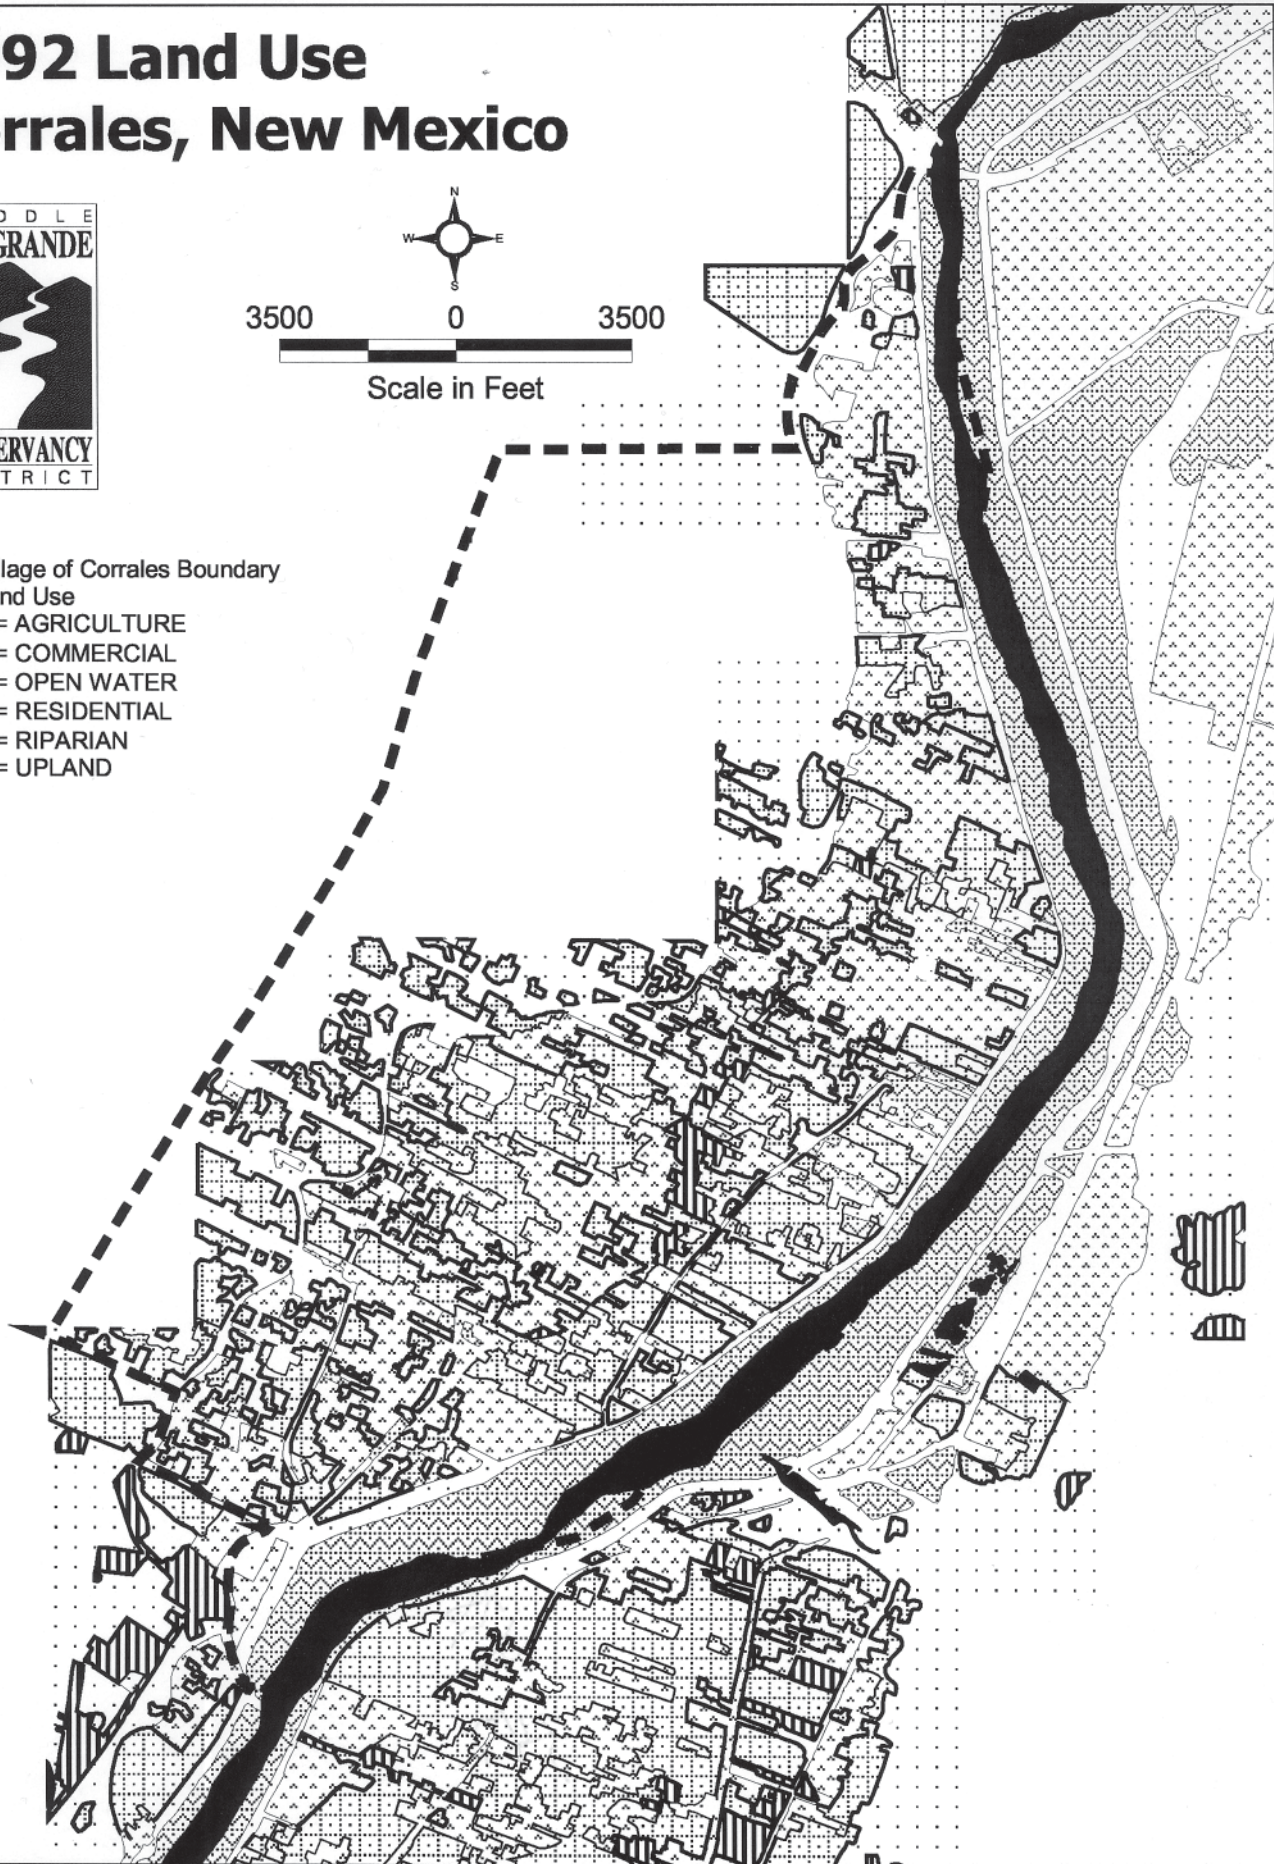 92 Land Use
rrales, New Mexico
D D L E
GRANDE
ERVANCY
T R I C T
N
W E
S
3500 0 3500
Scale in Feet
lage of Corrales Boundary
nd Use
= AGRICULTURE
= COMMERCIAL
= OPEN WATER
= RESIDENTIAL
= RIPARIAN
= UPLAND